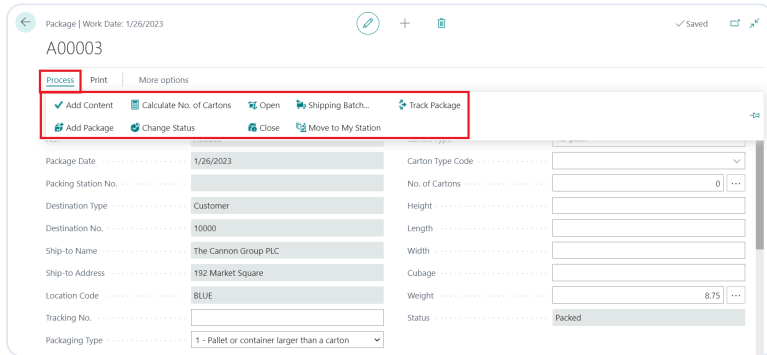 Package | Work Date: 1/26/2023
Saved
A00003
Process Print More options
Add Content Calculate No. of Cartons Open Shipping Batch... Track Package
Add Package Change Status Close Move to My Station
Package Date 1/26/2023 Carton Type Code
Packing Station No. No. of Cartons 0 ...
Destination Type Customer Height
Destination No. 10000 Length
Ship-to Name The Cannon Group PLC Width
Ship-to Address 192 Market Square Cubage
Location Code BLUE Weight 8.75 ...
Tracking No. Status Packed
Packaging Type 1 - Pallet or container larger than a carton